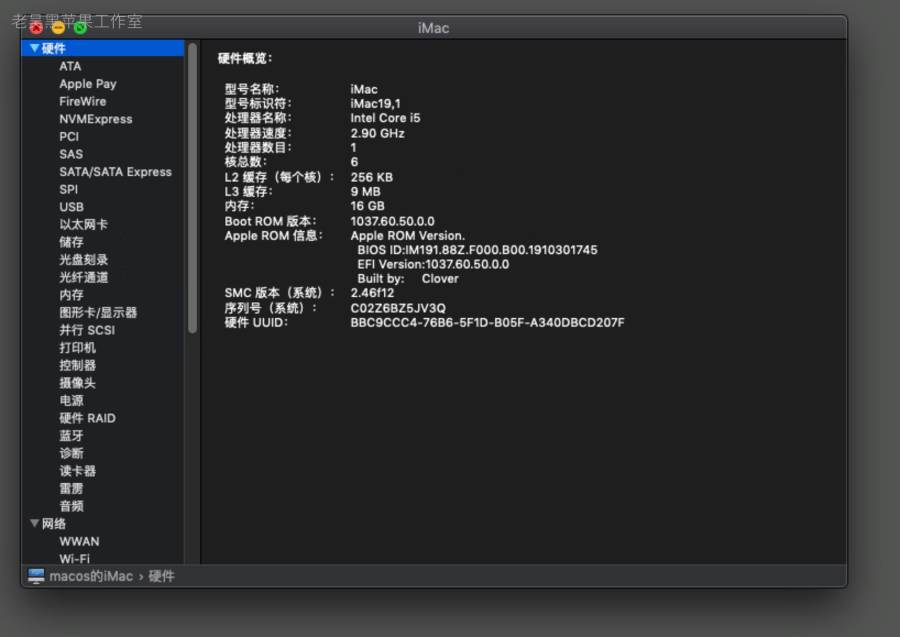 老吴黑苹果工作室
iMac
硬件
ATA
Apple Pay
FireWire
NVMExpress
PCI
SAS
SATA/SATA Express
SPI
USB
以太网卡
储存
光盘刻录
光纤通道
内存
图形卡/显示器
并行 SCSI
打印机
控制器
摄像头
电源
硬件 RAID
蓝牙
诊断
读卡器
雷雳
音频
网络
WWAN
Wi-Fi
硬件概览:
型号名称: iMac
型号标识符: iMac19,1
处理器名称: Intel Core i5
处理器速度: 2.90 GHz
处理器数目: 1
核总数: 6
L2 缓存（每个核）: 256 KB
L3 缓存: 9 MB
内存: 16 GB
Boot ROM 版本: 1037.60.50.0.0
Apple ROM 信息: Apple ROM Version.
BIOS ID:IM191.88Z.F000.B00.1910301745
EFI Version:1037.60.50.0.0
Built by: Clover
SMC 版本（系统）: 2.46f12
序列号（系统）: C02Z6BZ5JV3Q
硬件 UUID: BBC9CCC4-76B6-5F1D-B05F-A340DBCD207F
macos的iMac › 硬件